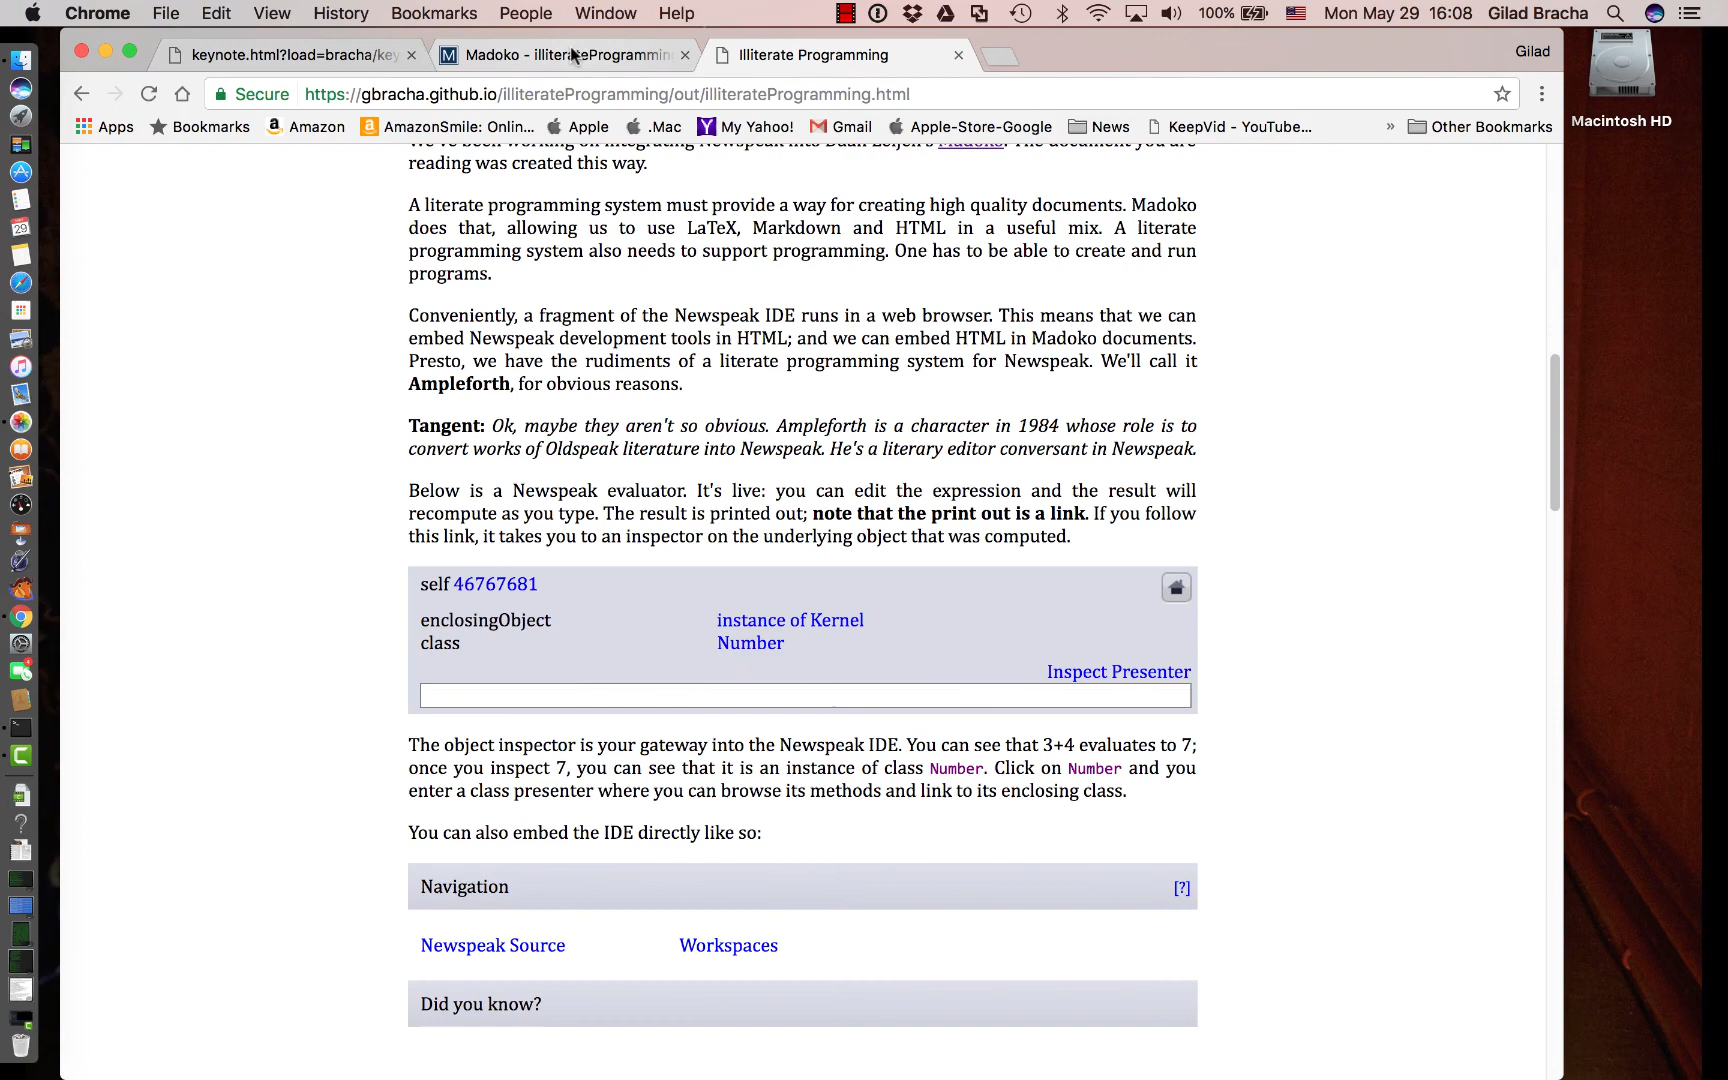 Chrome File Edit View History Bookmarks People Window Help 100% Mon May 29 16:08 Gilad Bracha
keynote.html?load=bracha/key Madoko - illiterateProgramming Illiterate Programming Gilad
Secure https://gbracha.github.io/illiterateProgramming/out/illiterateProgramming.html
Apps Bookmarks Amazon AmazonSmile: Onlin... Apple .Mac My Yahoo! Gmail Apple-Store-Google News KeepVid - YouTube... » Other Bookmarks
Macintosh HD
We've been working on integrating Newspeak into Daan Leijen's Madoko. The document you are
reading was created this way.
A literate programming system must provide a way for creating high quality documents. Madoko
does that, allowing us to use LaTeX, Markdown and HTML in a useful mix. A literate
programming system also needs to support programming. One has to be able to create and run
programs.
Conveniently, a fragment of the Newspeak IDE runs in a web browser. This means that we can
embed Newspeak development tools in HTML; and we can embed HTML in Madoko documents.
Presto, we have the rudiments of a literate programming system for Newspeak. We'll call it
Ampleforth, for obvious reasons.
Tangent: Ok, maybe they aren't so obvious. Ampleforth is a character in 1984 whose role is to
convert works of Oldspeak literature into Newspeak. He's a literary editor conversant in Newspeak.
Below is a Newspeak evaluator. It's live: you can edit the expression and the result will
recompute as you type. The result is printed out; note that the print out is a link. If you follow
this link, it takes you to an inspector on the underlying object that was computed.
self 46767681
enclosingObject instance of Kernel
class Number
Inspect Presenter
The object inspector is your gateway into the Newspeak IDE. You can see that 3+4 evaluates to 7;
once you inspect 7, you can see that it is an instance of class Number. Click on Number and you
enter a class presenter where you can browse its methods and link to its enclosing class.
You can also embed the IDE directly like so:
Navigation [?]
Newspeak Source Workspaces
Did you know?